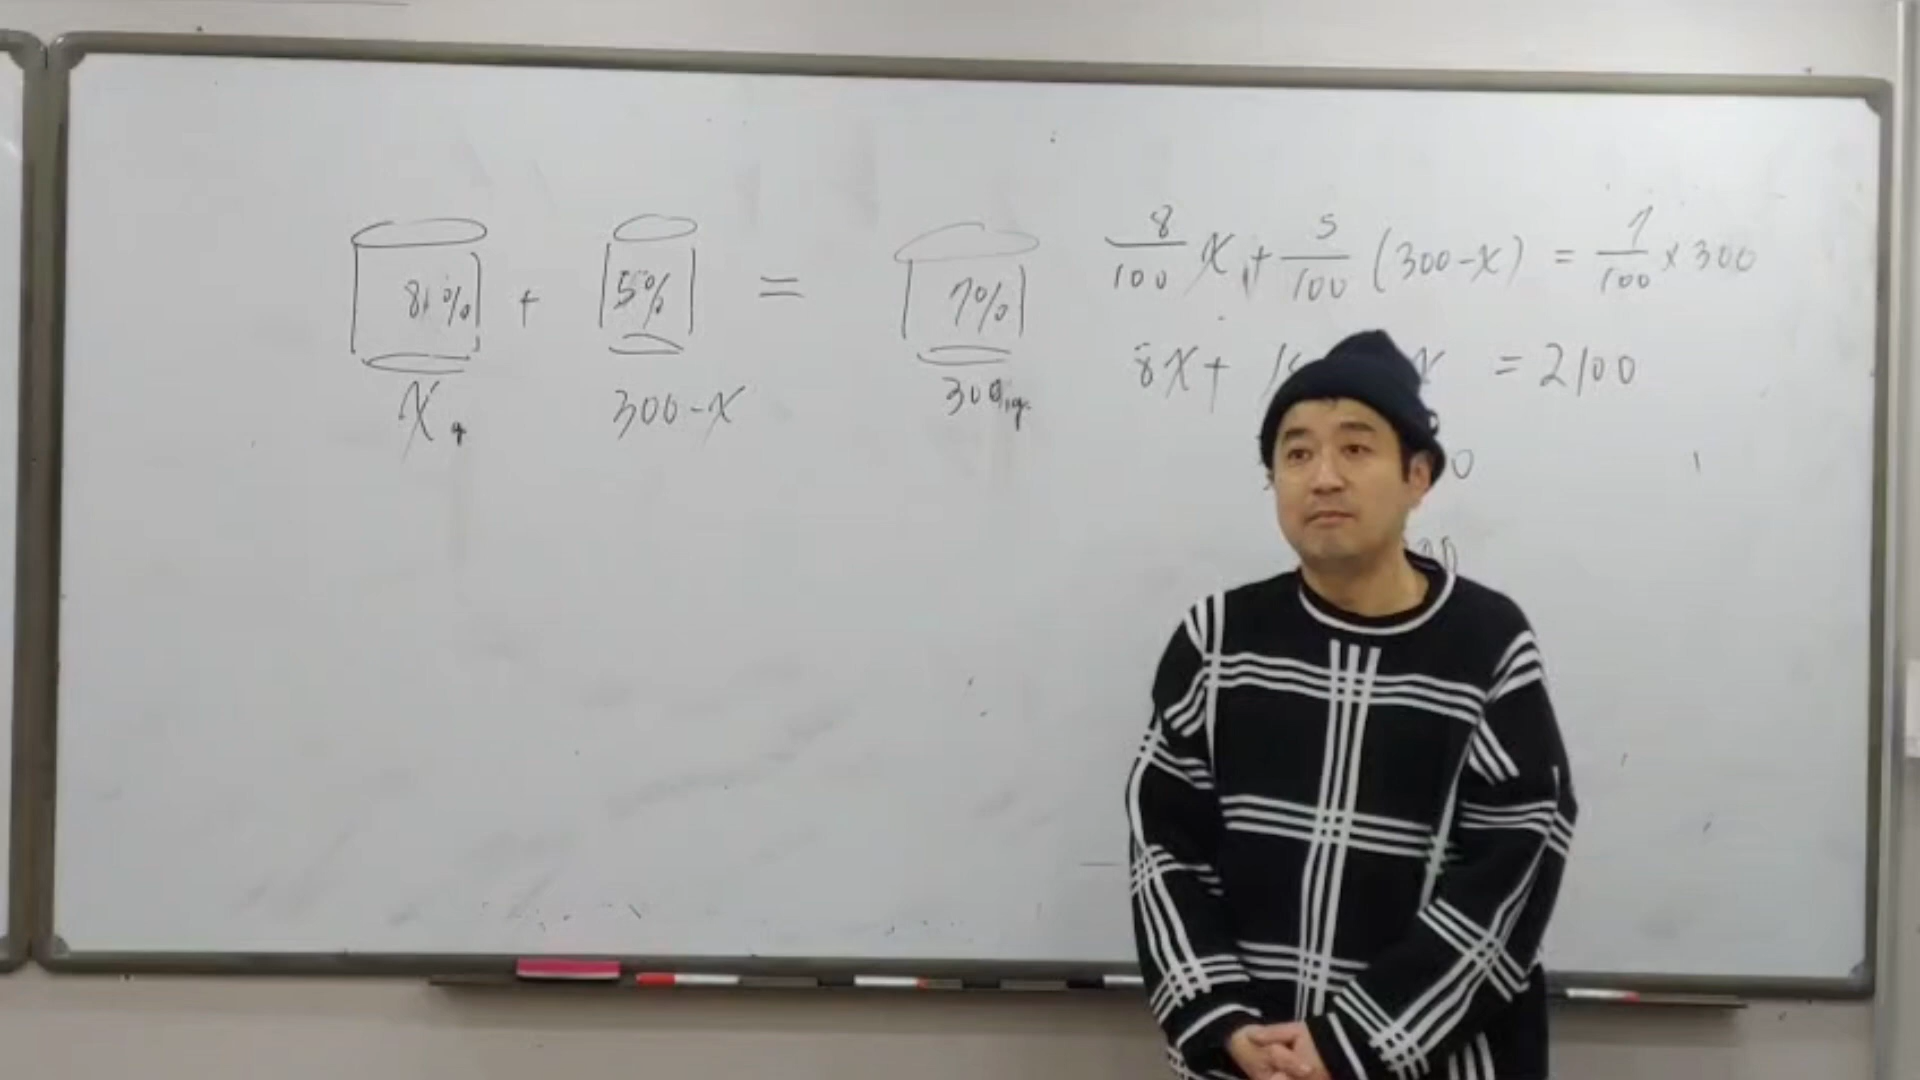 8% + 5% = 7%
x g 300-x 300g
8/100 x + 5/100 (300-x) = 7/100 × 300
8x + = 2100